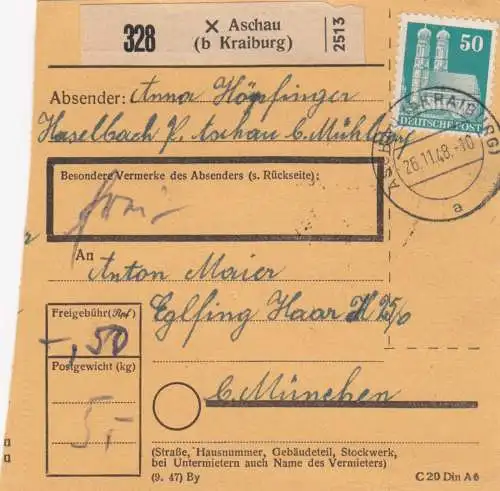 328
× Aschau
(b Kraiburg)
2513
50
DEUTSCHE POST
Absender: Anna Höpfinger
Haselbach P. Aschau b. Mühldorf
26.11.48.-10
a
Besondere Vermerke des Absenders (s. Rückseite):
frei
An
Anton Maier
Freigebühr (Rpf)
Eglfing Haar
-,50
Postgewicht (kg)
5,-
b. München
(Straße, Hausnummer, Gebäudeteil, Stockwerk,
bei Untermietern auch Name des Vermieters)
(9. 47) By
C 20 Din A 6